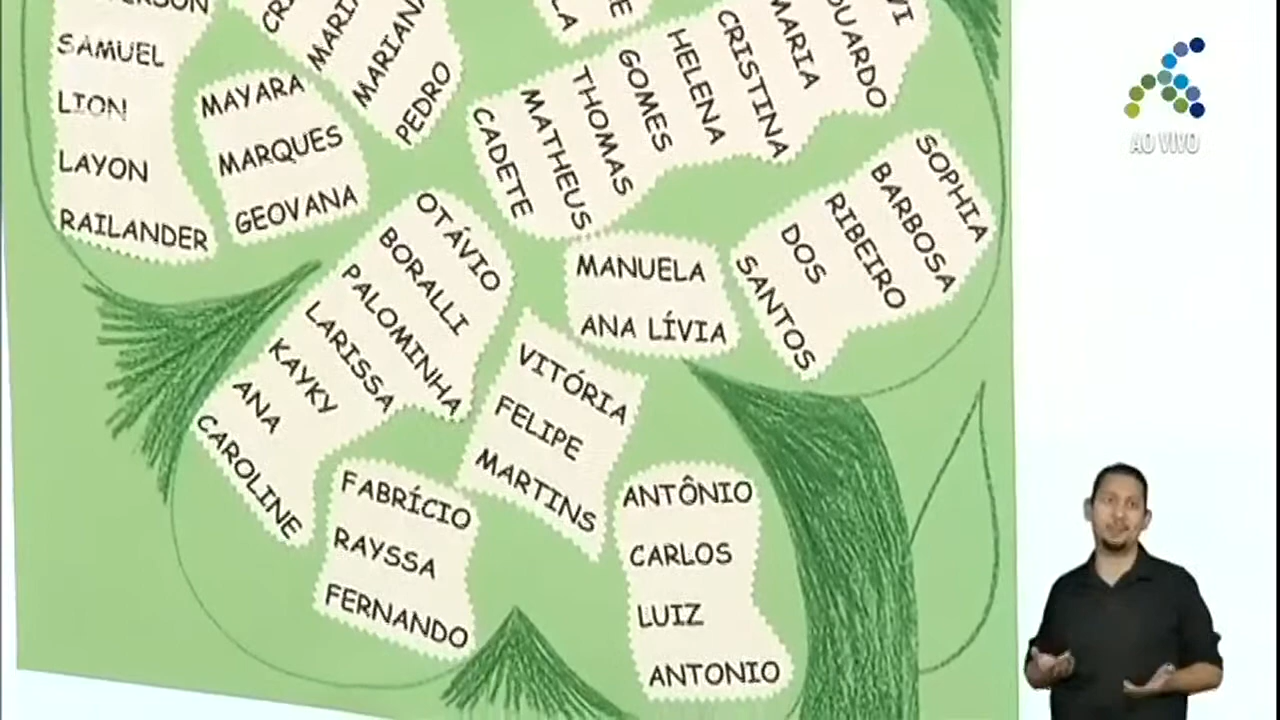 SAMUEL
LION
LAYON
RAILANDER
MAYARA
MARQUES
GEOVANA
PEDRO
CADETE
MATHEUS
THOMAS
GOMES
HELENA
CRISTINA
MARIA
SOPHIA
BARBOSA
RIBEIRO
DOS
SANTOS
OTÁVIO
BORALLI
PALOMINHA
LARISSA
KAYKY
ANA
CAROLINE
MANUELA
ANA LÍVIA
VITÓRIA
FELIPE
MARTINS
FABRÍCIO
RAYSSA
FERNANDO
ANTÔNIO
CARLOS
LUIZ
ANTONIO
AO VIVO